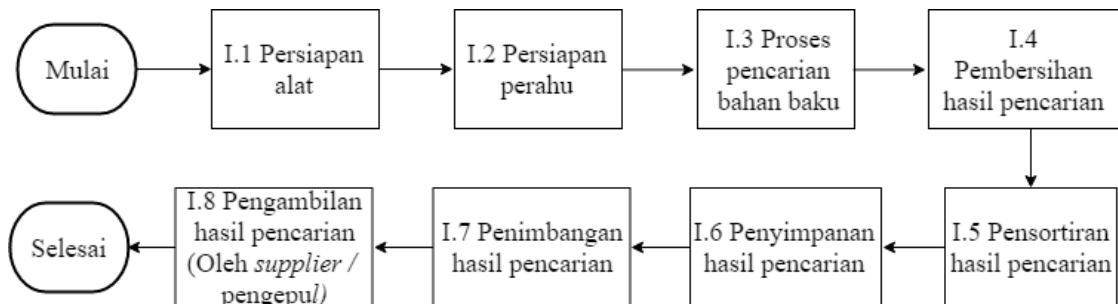 Mulai
I.1 Persiapan
alat
I.2 Persiapan
perahu
I.3 Proses
pencarian
bahan baku
I.4
Pembersihan
hasil pencarian
I.5 Pensortiran
hasil pencarian
I.6 Penyimpanan
hasil pencarian
I.7 Penimbangan
hasil pencarian
I.8 Pengambilan
hasil pencarian
(Oleh supplier /
pengepul)
Selesai